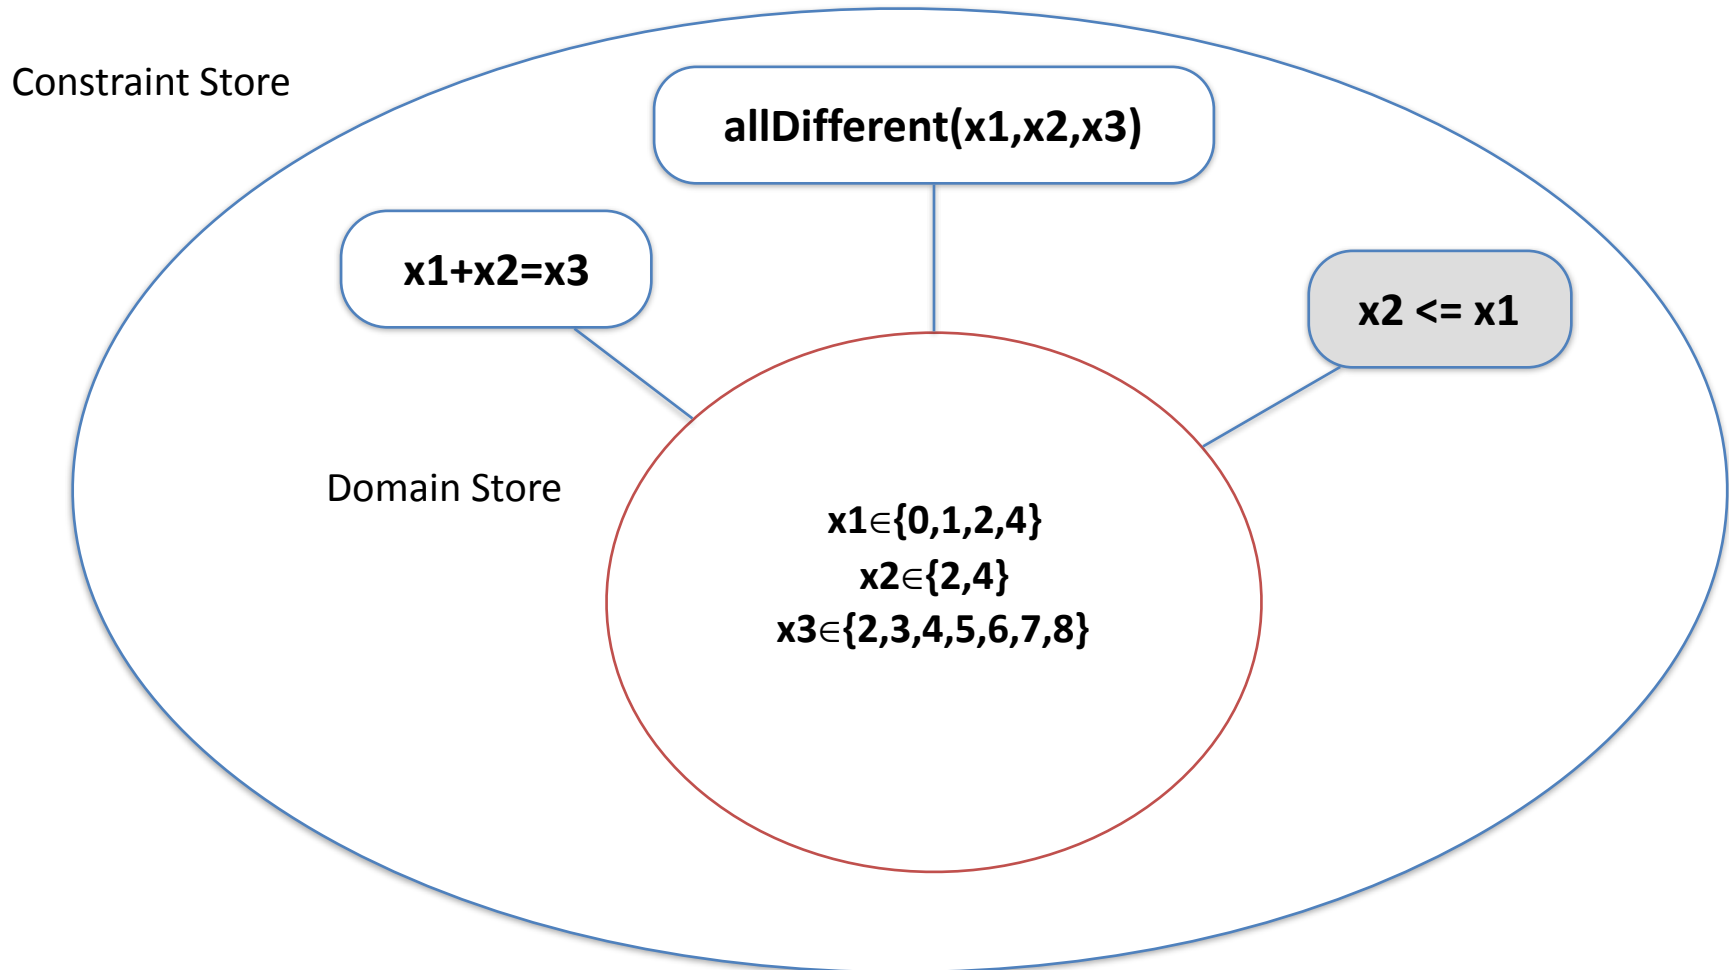 Constraint Store
allDifferent(x1,x2,x3)
x1+x2=x3
x2 <= x1
Domain Store
x1∈{0,1,2,4}
x2∈{2,4}
x3∈{2,3,4,5,6,7,8}